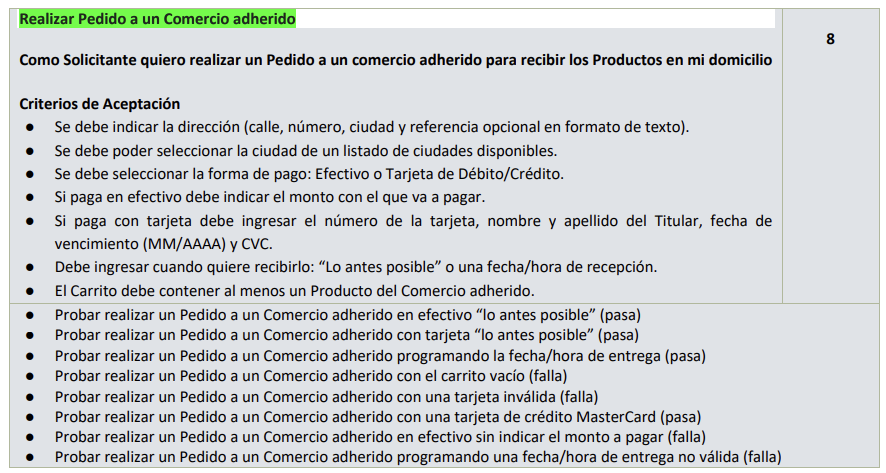 Realizar Pedido a un Comercio adherido
8
Como Solicitante quiero realizar un Pedido a un comercio adherido para recibir los Productos en mi domicilio
Criterios de Aceptación
● Se debe indicar la dirección (calle, número, ciudad y referencia opcional en formato de texto).
● Se debe poder seleccionar la ciudad de un listado de ciudades disponibles.
● Se debe seleccionar la forma de pago: Efectivo o Tarjeta de Débito/Crédito.
● Si paga en efectivo debe indicar el monto con el que va a pagar.
● Si paga con tarjeta debe ingresar el número de la tarjeta, nombre y apellido del Titular, fecha de
vencimiento (MM/AAAA) y CVC.
● Debe ingresar cuando quiere recibirlo: “Lo antes posible” o una fecha/hora de recepción.
● El Carrito debe contener al menos un Producto del Comercio adherido.
● Probar realizar un Pedido a un Comercio adherido en efectivo “lo antes posible” (pasa)
● Probar realizar un Pedido a un Comercio adherido con tarjeta “lo antes posible” (pasa)
● Probar realizar un Pedido a un Comercio adherido programando la fecha/hora de entrega (pasa)
● Probar realizar un Pedido a un Comercio adherido con el carrito vacío (falla)
● Probar realizar un Pedido a un Comercio adherido con una tarjeta inválida (falla)
● Probar realizar un Pedido a un Comercio adherido con una tarjeta de crédito MasterCard (pasa)
● Probar realizar un Pedido a un Comercio adherido en efectivo sin indicar el monto a pagar (falla)
● Probar realizar un Pedido a un Comercio adherido programando una fecha/hora de entrega no válida (falla)